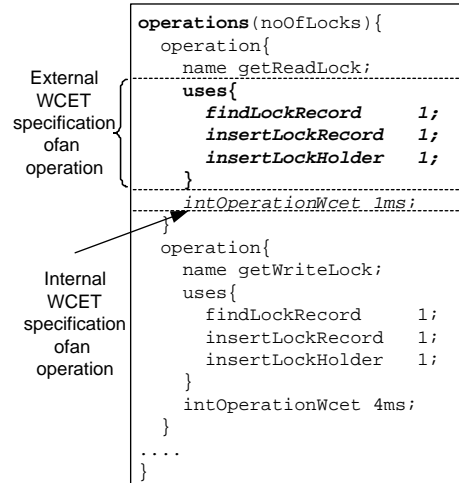 operations(noOfLocks){
operation{
name getReadLock;
uses{
findLockRecord 1;
insertLockRecord 1;
insertLockHolder 1;
}
intOperationWcet 1ms;
}
operation{
name getWriteLock;
uses{
findLockRecord 1;
insertLockRecord 1;
insertLockHolder 1;
}
intOperationWcet 4ms;
}
....
}
External
WCET
specification
ofan
operation
Internal
WCET
specification
ofan
operation